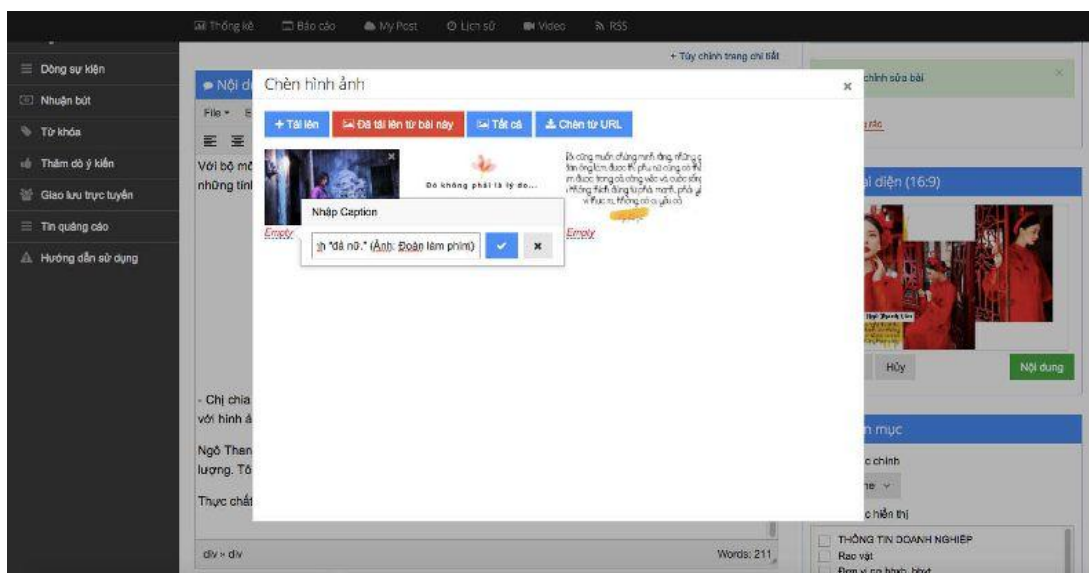 Thống kê
Báo cáo
My Post
Lịch sử
Video
RSS
Dòng sự kiện
Nhuận bút
Từ khóa
Thăm dò ý kiến
Giao lưu trực tuyến
Tin quảng cáo
Hướng dẫn sử dụng
+ Tùy chỉnh trang chi tiết
Nội d
File
Với bộ mô
những tín
Chèn hình ảnh
×
+ Tải lên
Đã tải lên từ bài này
Tất cả
Chèn từ URL
Đó không phải là lý do...
Nhập Caption
Empty
"đả nữ." (Ảnh: Đoàn làm phim)
Empty
chỉnh sửa bài
diện (16:9)
Hủy
Nội dung
mục
chính
hiển thị
THÔNG TIN DOANH NGHIỆP
Rao vặt
- Chị chia
với hình ả
Ngô Than
lượng. Tô
Thực chất
div » div
Words: 211